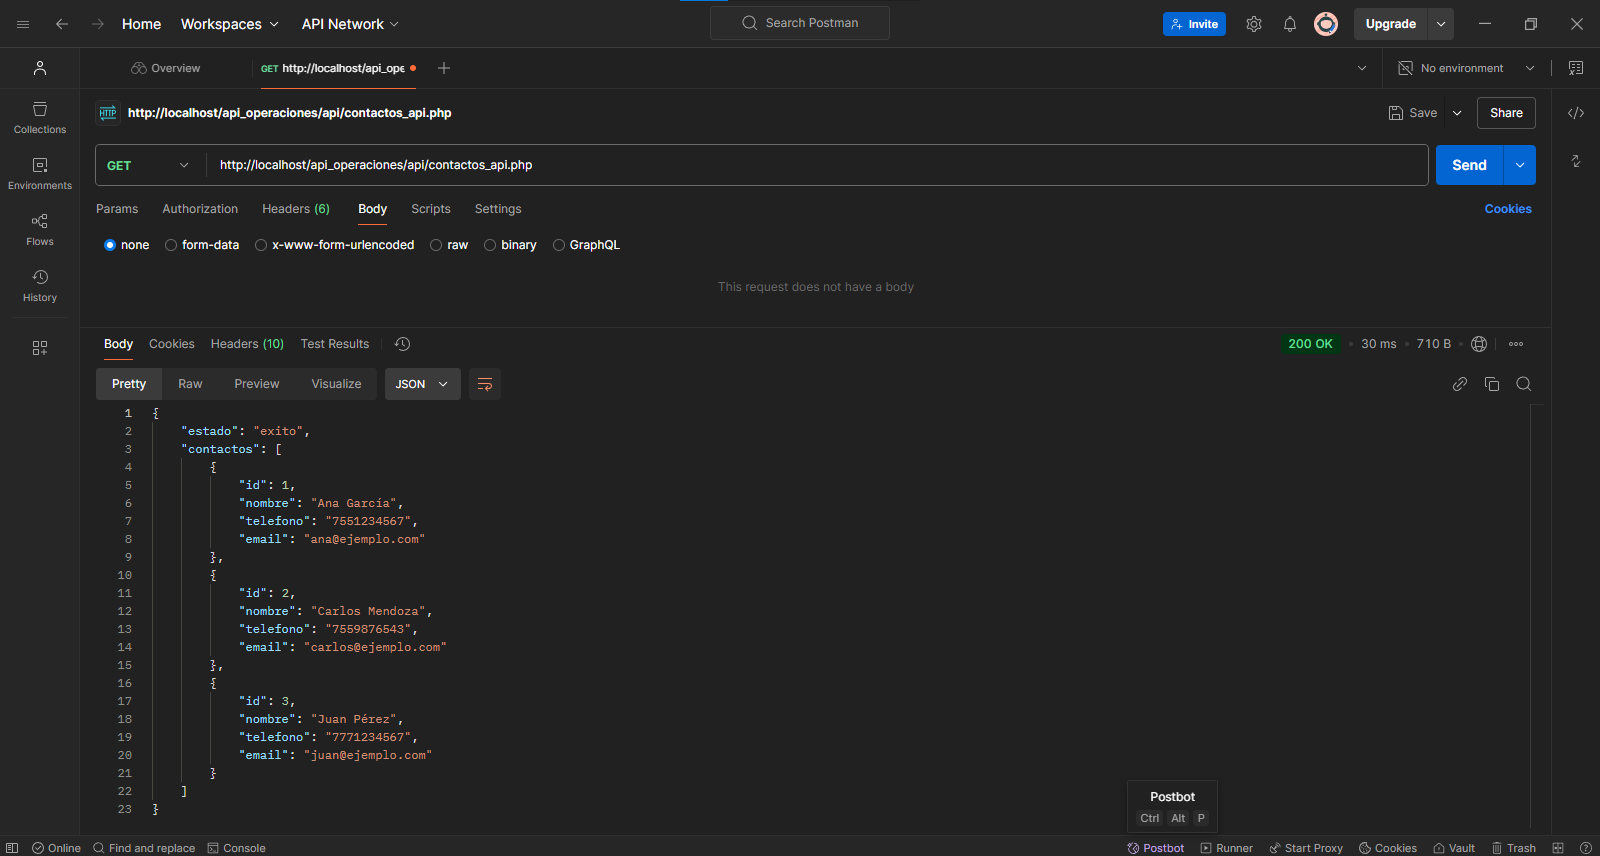 Home Workspaces API Network Search Postman Invite Upgrade
Overview GET http://localhost/api_ope No environment
HTTP http://localhost/api_operaciones/api/contactos_api.php Save Share
Collections
GET http://localhost/api_operaciones/api/contactos_api.php Send
Environments
Params Authorization Headers (6) Body Scripts Settings Cookies
Flows
none form-data x-www-form-urlencoded raw binary GraphQL
History
This request does not have a body
Body Cookies Headers (10) Test Results 200 OK 30 ms 710 B
Pretty Raw Preview Visualize JSON
1 {
2 "estado": "exito",
3 "contactos": [
4 {
5 "id": 1,
6 "nombre": "Ana García",
7 "telefono": "7551234567",
8 "email": "ana@ejemplo.com"
9 },
10 {
11 "id": 2,
12 "nombre": "Carlos Mendoza",
13 "telefono": "7559876543",
14 "email": "carlos@ejemplo.com"
15 },
16 {
17 "id": 3,
18 "nombre": "Juan Pérez",
19 "telefono": "7771234567",
20 "email": "juan@ejemplo.com"
21 }
22 ]
23 }
Postbot
Ctrl Alt P
Online Find and replace Console Postbot Runner Start Proxy Cookies Vault Trash